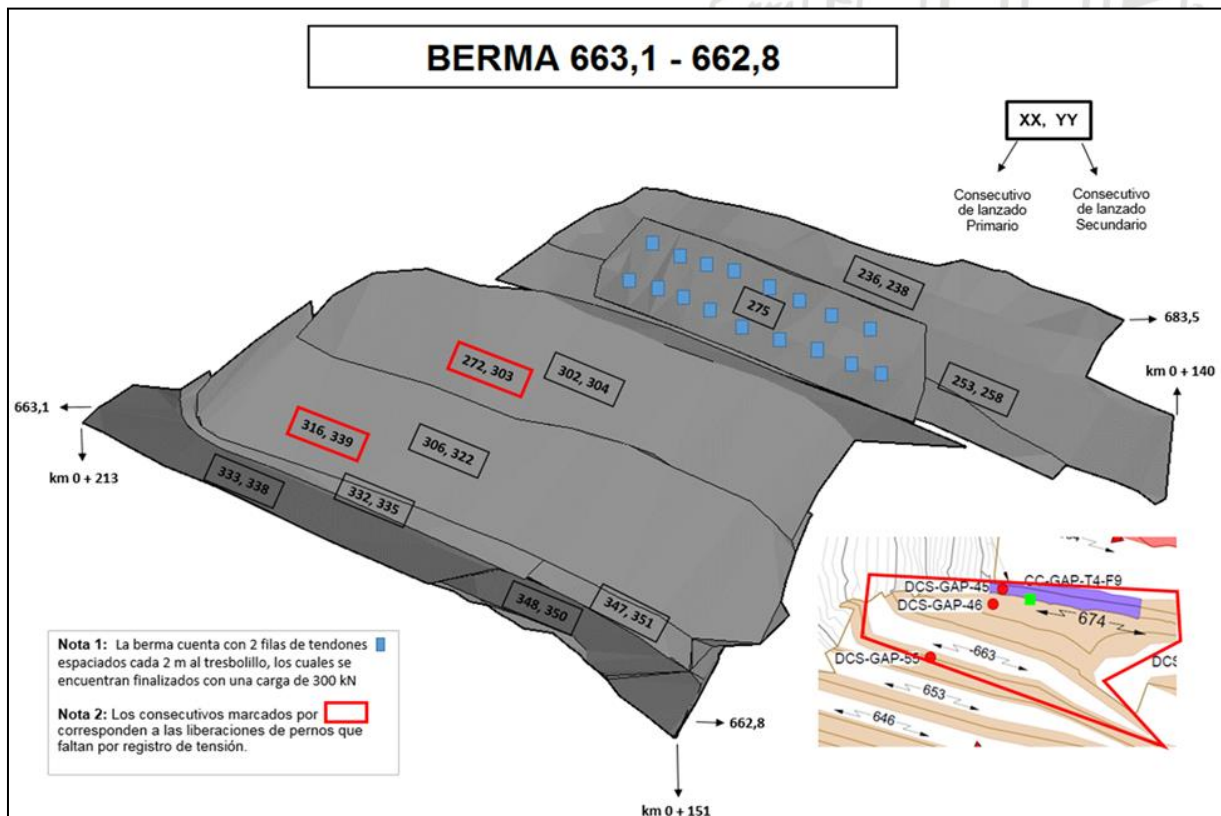 BERMA 663,1 - 662,8
XX, YY
Consecutivo
de lanzado
Primario
Consecutivo
de lanzado
Secundario
236, 238
275
683,5
km 0 + 140
253, 258
272, 303
302, 304
663,1
km 0 + 213
316, 339
306, 322
333, 338
332, 335
348, 350
347, 351
662,8
km 0 + 151
DCS-GAP-45
CC-GAP-T4-F9
DCS-GAP-46
674
DCS-GAP-55
-663
653
646
Nota 1: La berma cuenta con 2 filas de tendones
espaciados cada 2 m al tresbolillo, los cuales se
encuentran finalizados con una carga de 300 kN
Nota 2: Los consecutivos marcados por
corresponden a las liberaciones de pernos que
faltan por registro de tensión.